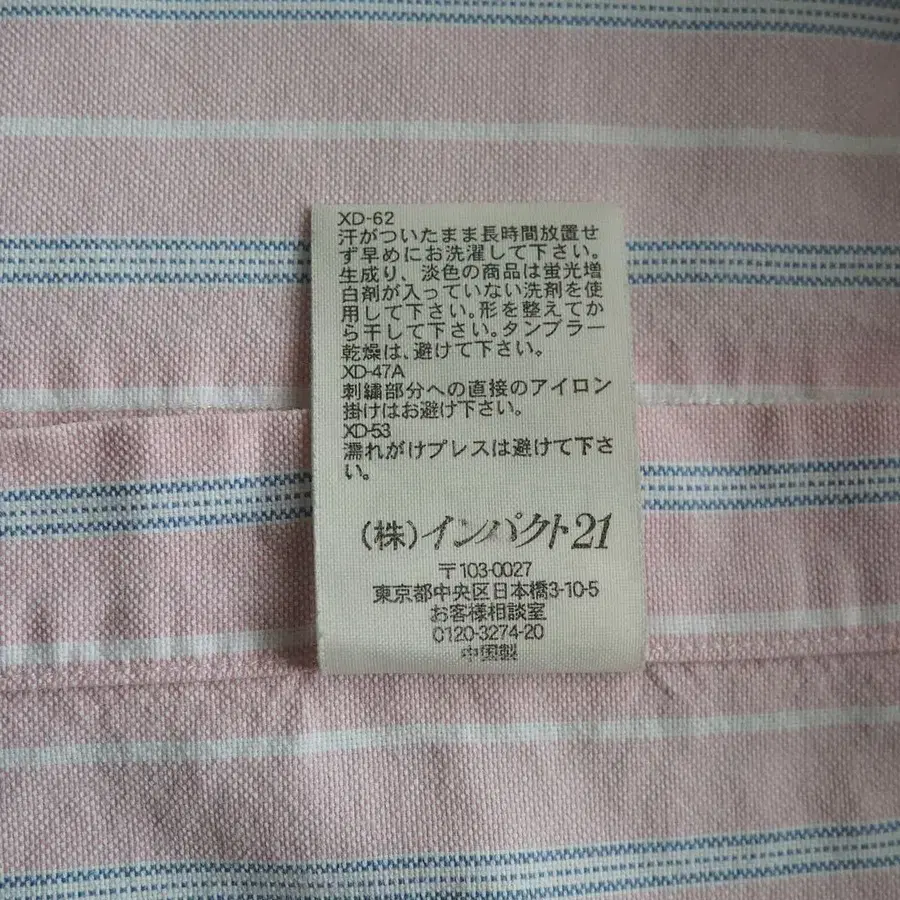 XD-62
汗がついたまま長時間放置せ
ず早めにお洗濯して下さい。
生成り、淡色の商品は蛍光増
白剤が入っていない洗剤を使
用して下さい。形を整えてか
ら干して下さい。タンブラー
乾燥は、避けて下さい。
XD-47A
刺繍部分への直接のアイロン
掛けはお避け下さい。
XD-53
濡れがけプレスは避けて下さ
い。
(株)インパクト21
〒103-0027
東京都中央区日本橋3-10-5
お客様相談室
0120-3274-20
中国製